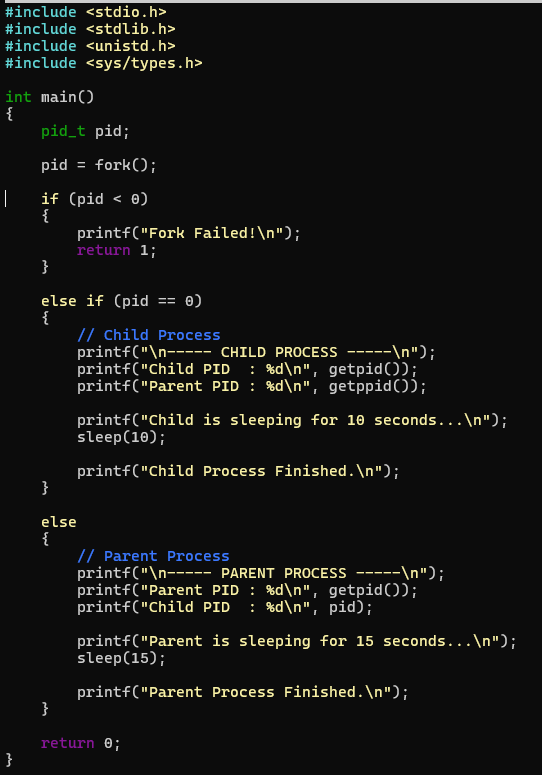 #include <stdio.h>
#include <stdlib.h>
#include <unistd.h>
#include <sys/types.h>

int main()
{
    pid_t pid;

    pid = fork();

    if (pid < 0)
    {
        printf("Fork Failed!\n");
        return 1;
    }

    else if (pid == 0)
    {
        // Child Process
        printf("\n----- CHILD PROCESS -----\n");
        printf("Child PID  : %d\n", getpid());
        printf("Parent PID : %d\n", getppid());

        printf("Child is sleeping for 10 seconds...\n");
        sleep(10);

        printf("Child Process Finished.\n");
    }

    else
    {
        // Parent Process
        printf("\n----- PARENT PROCESS -----\n");
        printf("Parent PID : %d\n", getpid());
        printf("Child PID  : %d\n", pid);

        printf("Parent is sleeping for 15 seconds...\n");
        sleep(15);

        printf("Parent Process Finished.\n");
    }

    return 0;
}